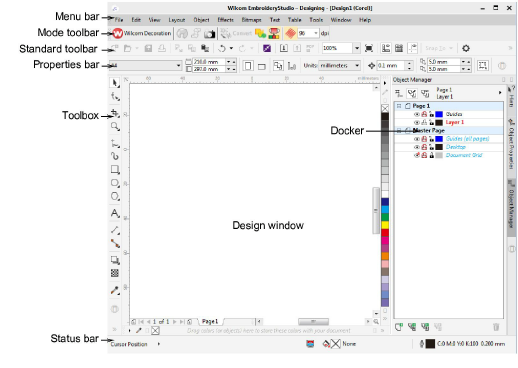 Wilcom EmbroideryStudio – Designing - [Design1 (Corel)]
Menu bar
File Edit View Layout Object Effects Bitmaps Text Table Tools Window Help
Mode toolbar
Wilcom Decoration Convert 96 dpi
Standard toolbar
100% Snap To
Properties bar
210.0 mm
297.0 mm
Units: millimeters
0.1 mm
5.0 mm
5.0 mm
Object Manager
Page 1
Layer 1
Page 1
Guides
Layer 1
Master Page
Guides (all pages)
Desktop
Document Grid
Toolbox
Docker
Design window
Hints
Object Properties
Object Manager
1 of 1
Page 1
Drag colors (or objects) here to store these colors with your document
Status bar
Cursor Position
None
C:0 M:0 Y:0 K:100 0.200 mm